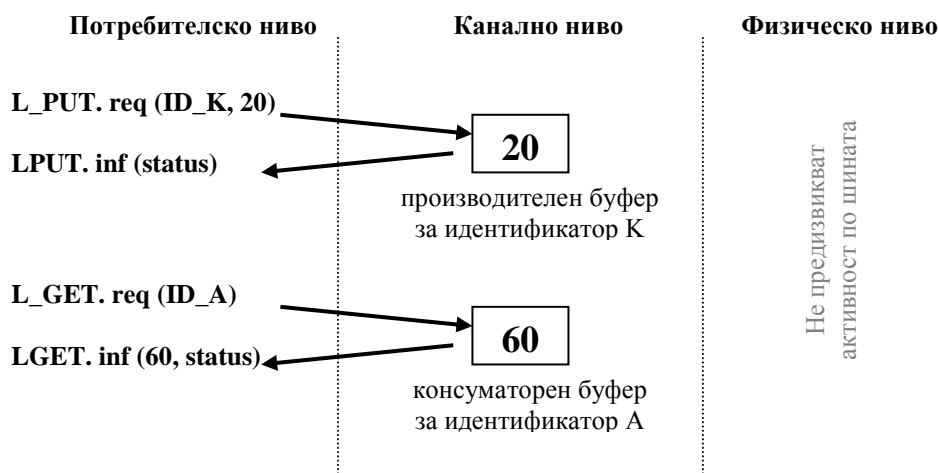 Потребителско ниво
Канално ниво
Физическо ниво
L_PUT. req (ID_K, 20)
LPUT. inf (status)
20
производителен буфер
за идентификатор К
L_GET. req (ID_A)
LGET. inf (60, status)
60
консуматорен буфер
за идентификатор А
Не предизвикват
активност по шината